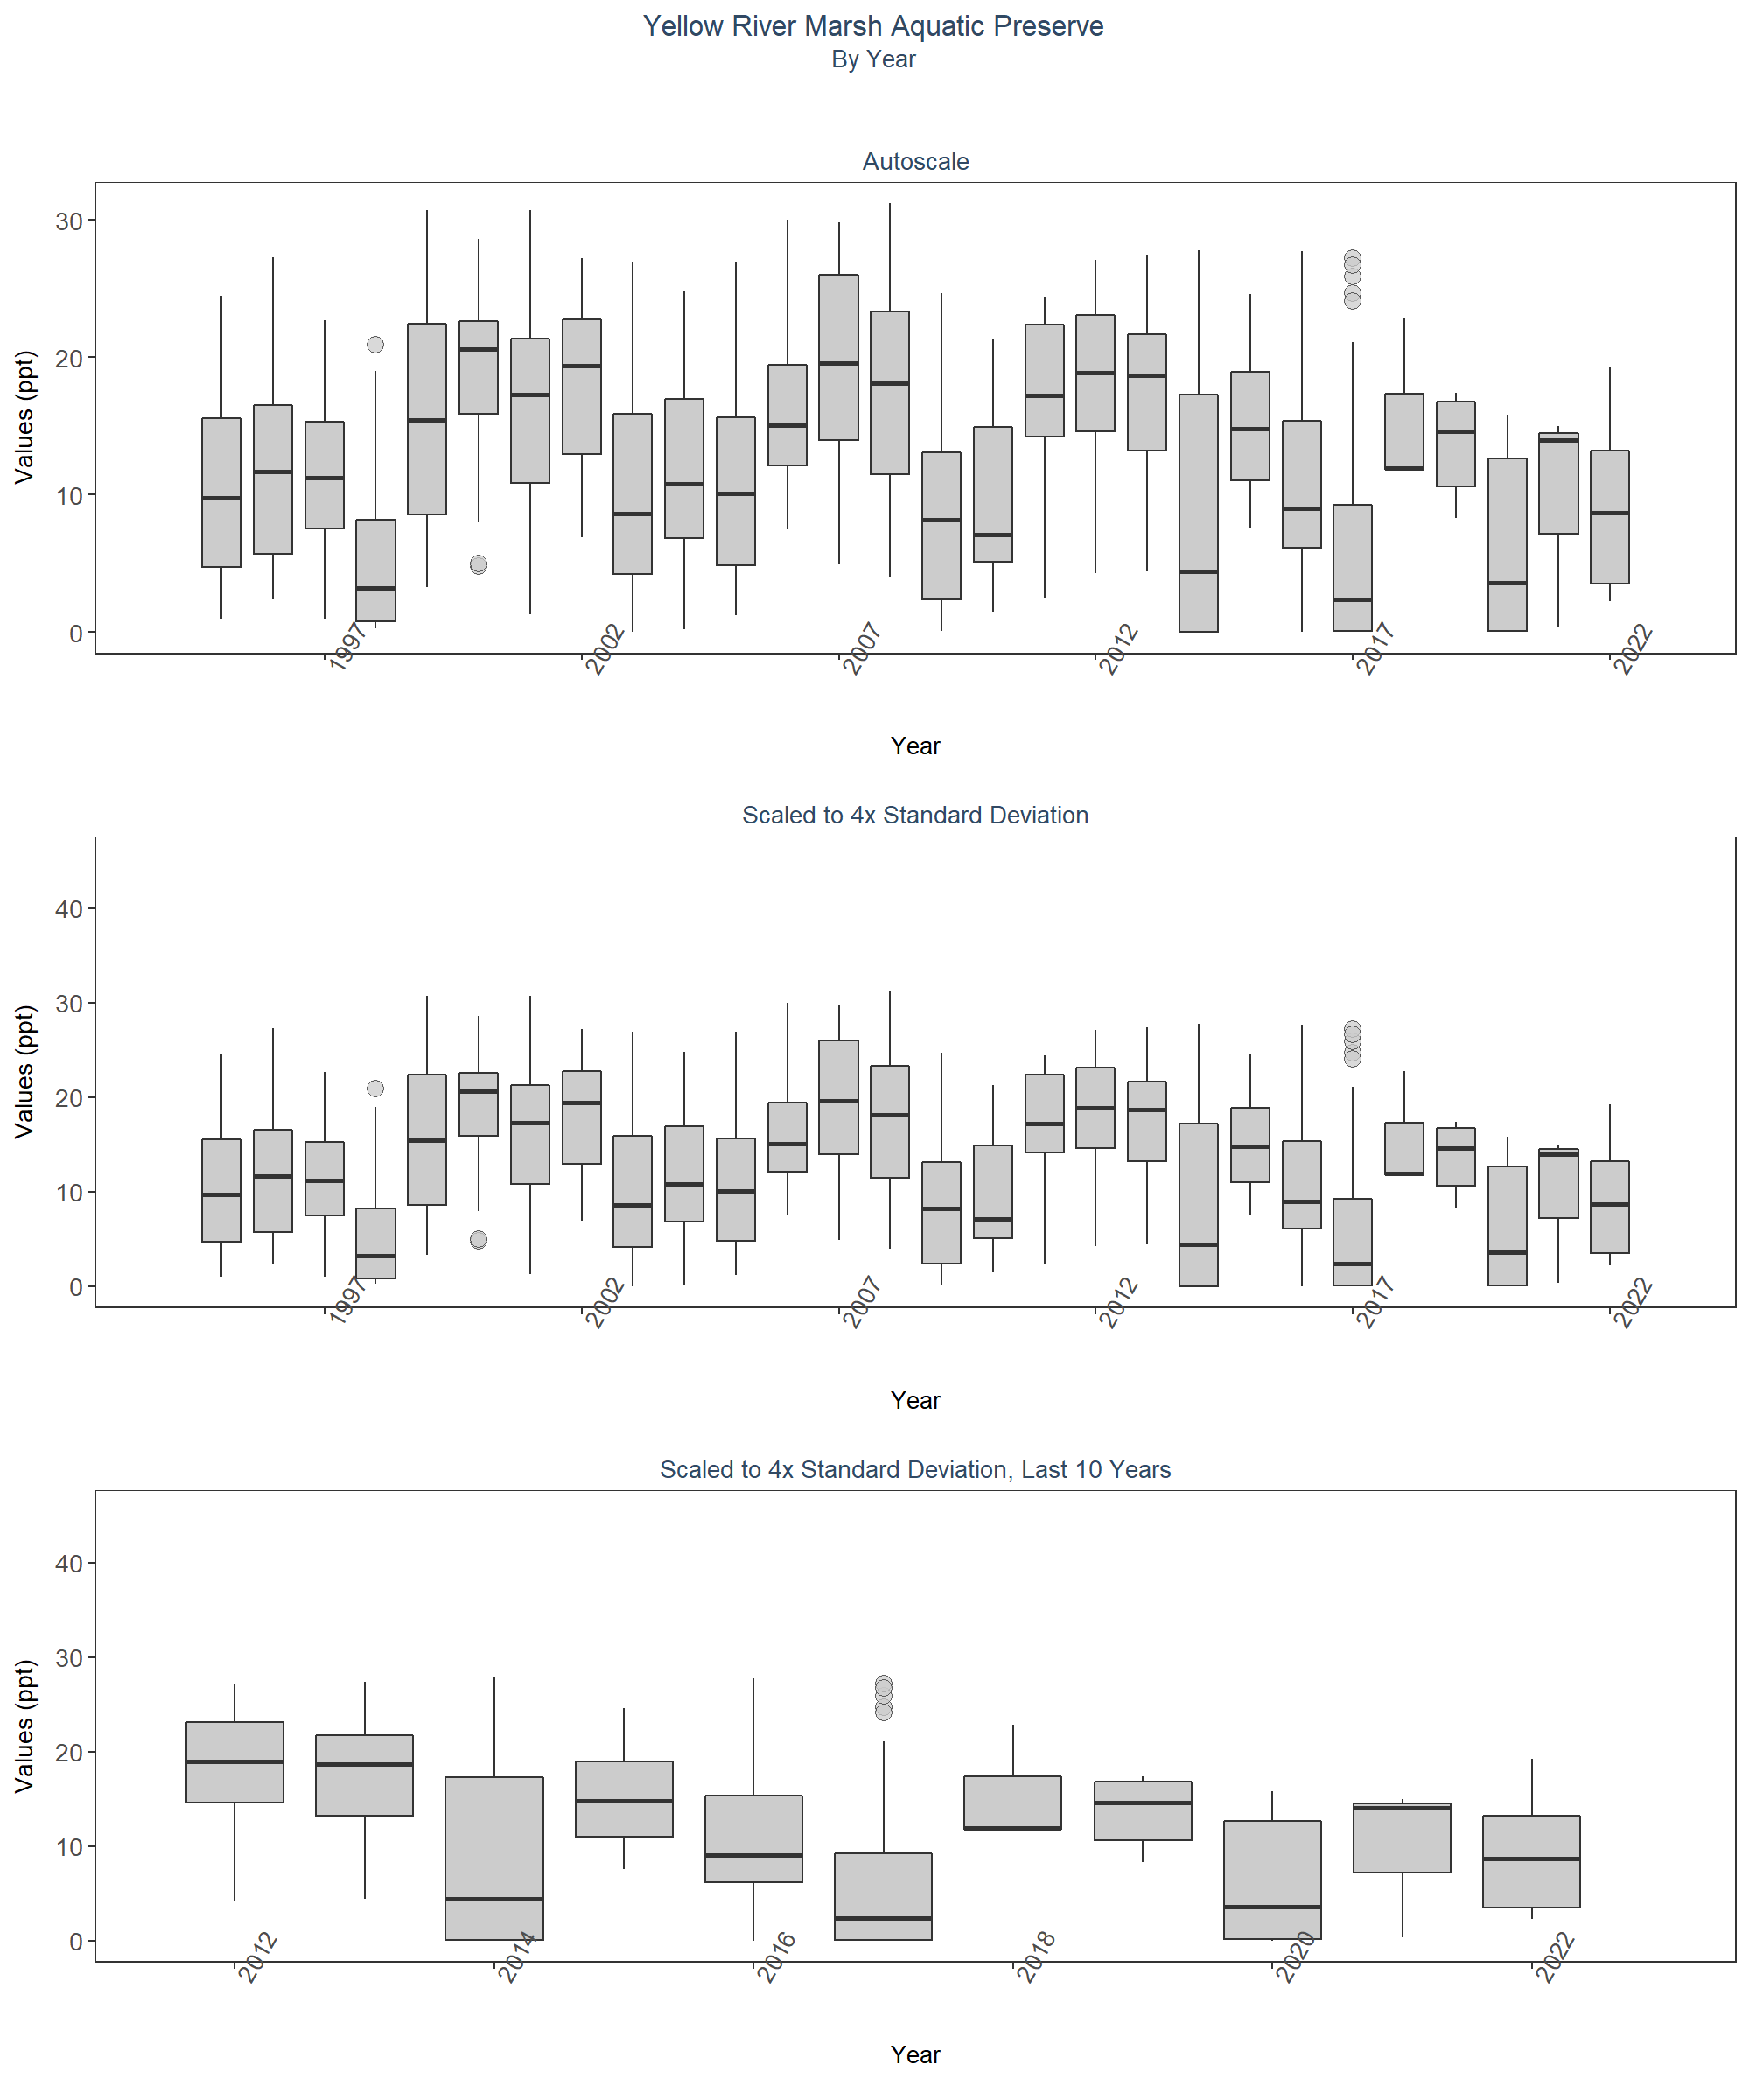 Yellow River Marsh Aquatic Preserve
By Year
Autoscale
Values (ppt)
30
20
10
0
1997 2002 2007 2012 2017 2022
Year
Scaled to 4x Standard Deviation
Values (ppt)
40
30
20
10
0
1997 2002 2007 2012 2017 2022
Year
Scaled to 4x Standard Deviation, Last 10 Years
Values (ppt)
40
30
20
10
0
2012 2014 2016 2018 2020 2022
Year